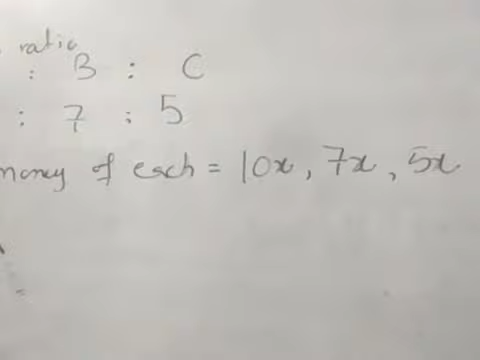 ratio
: B : C
: 7 : 5
money of each = 10x, 7x, 5x